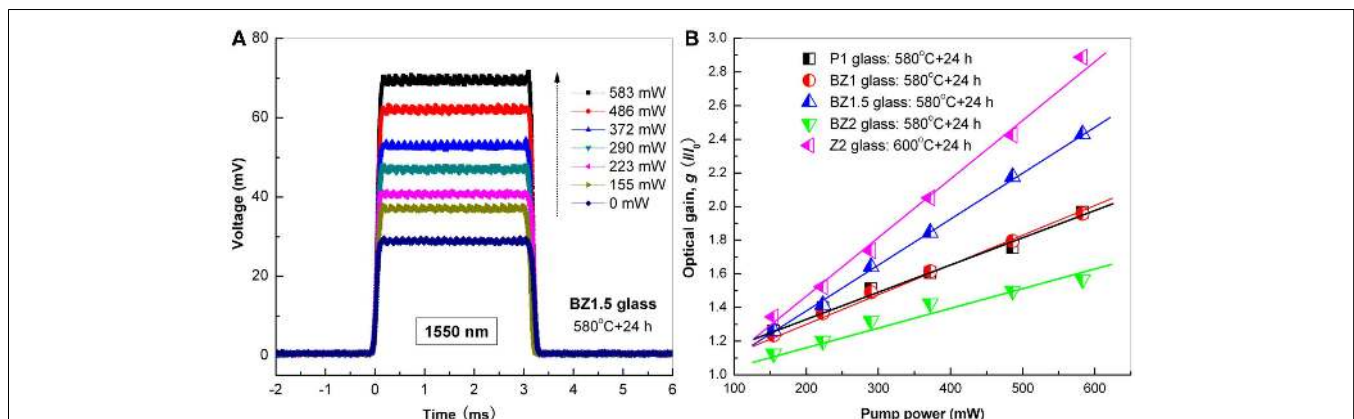 A
80
60
40
20
0
Voltage (mV)
583 mW
486 mW
372 mW
290 mW
223 mW
155 mW
0 mW
BZ1.5 glass
580°C+24 h
1550 nm
-2 -1 0 1 2 3 4 5 6
Time (ms)
B
3.0
2.8
2.6
2.4
2.2
2.0
1.8
1.6
1.4
1.2
1.0
Optical gain, g (I/I₀)
P1 glass: 580°C+24 h
BZ1 glass: 580°C+24 h
BZ1.5 glass: 580°C+24 h
BZ2 glass: 580°C+24 h
Z2 glass: 600°C+24 h
100 200 300 400 500 600
Pump power (mW)